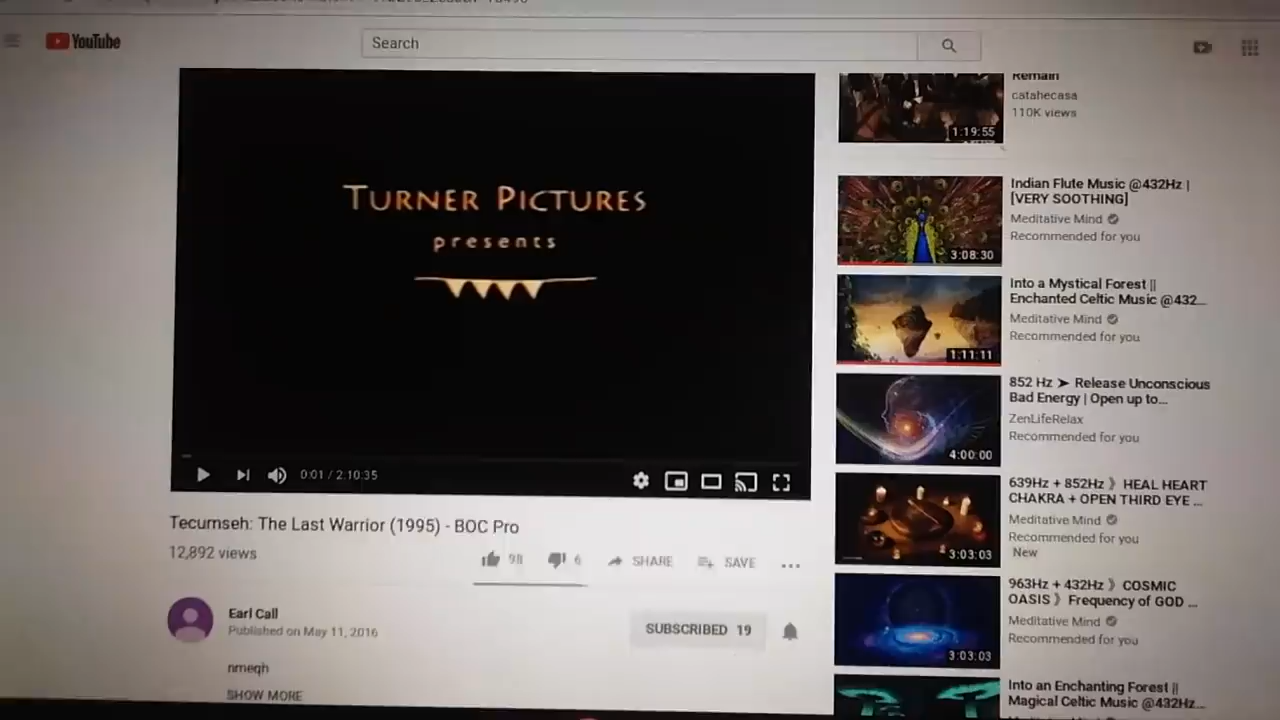 YouTube
Search
TURNER PICTURES
presents
0:01 / 2:10:35
Tecumseh: The Last Warrior (1995) - BOC Pro
12,892 views
98
6
SHARE
SAVE
Earl Call
Published on May 11, 2016
SUBSCRIBED 19
nmeqh
SHOW MORE
Remain
catahecasa
110K views
1:19:55
Indian Flute Music @432Hz |
[VERY SOOTHING]
Meditative Mind
Recommended for you
3:08:30
Into a Mystical Forest ||
Enchanted Celtic Music @432...
Meditative Mind
Recommended for you
1:11:11
852 Hz ➤ Release Unconscious
Bad Energy | Open up to...
ZenLifeRelax
Recommended for you
4:00:00
639Hz + 852Hz 》HEAL HEART
CHAKRA + OPEN THIRD EYE ...
Meditative Mind
Recommended for you
New
3:03:03
963Hz + 432Hz 》COSMIC
OASIS 》Frequency of GOD ...
Meditative Mind
Recommended for you
3:03:03
Into an Enchanting Forest ||
Magical Celtic Music @432Hz...